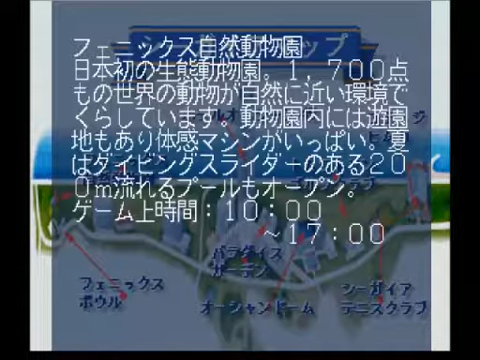 フェニックス自然動物園
日本初の生態動物園。１，７００点
もの世界の動物が自然に近い環境で
くらしています。動物園内には遊園
地もあり体感マシンがいっぱい。夏
はダイビングスライダーのある２０
０ｍ流れるプールもオープン。
ゲーム上時間：１０：００
～１７：００
パラダイス
ガーデン
フェニックス
ボウル
オーシャンドーム
シーガイア
テニスクラブ